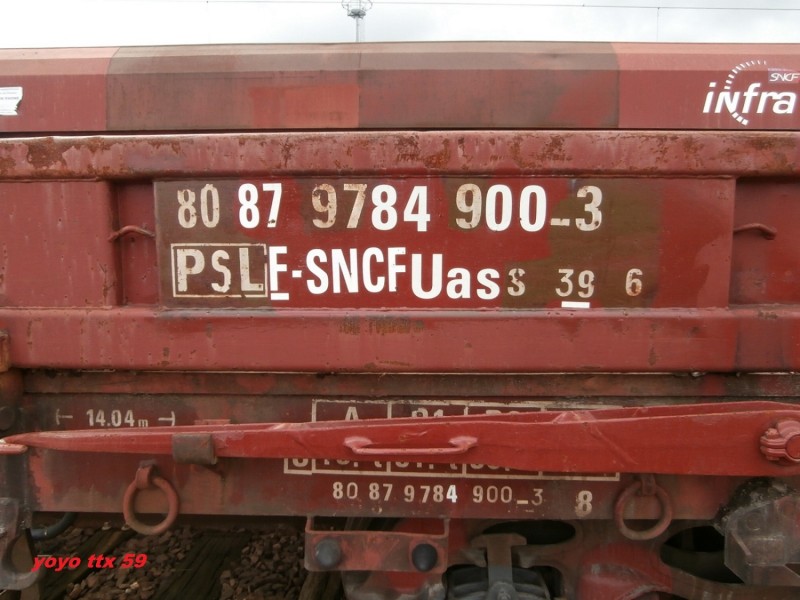 SNCF
infra
80 87 9784 900-3
PSL F-SNCF Uas S 39 6
14.04 m
A
80 87 9784 900-3 8
yoyo ttx 59